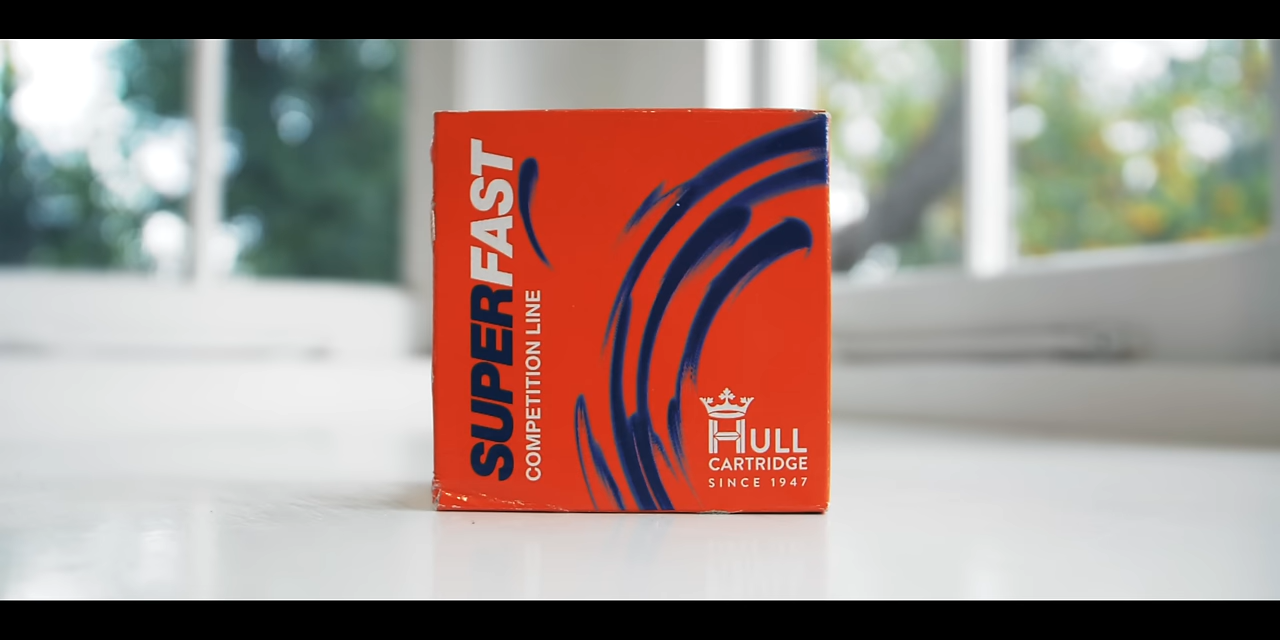 SUPERFAST
COMPETITION LINE
HULL
CARTRIDGE
SINCE 1947